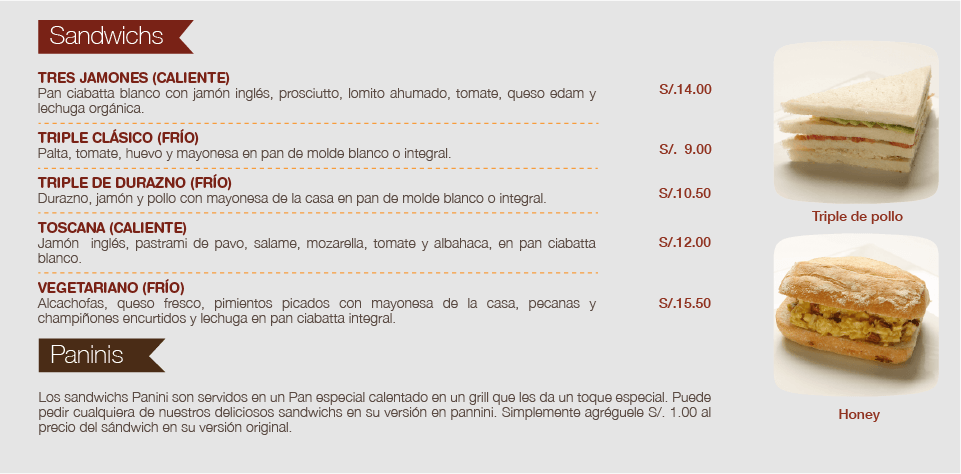 Sandwichs
TRES JAMONES (CALIENTE)
Pan ciabatta blanco con jamón inglés, prosciutto, lomito ahumado, tomate, queso edam y
lechuga orgánica.
S/.14.00
TRIPLE CLÁSICO (FRÍO)
Palta, tomate, huevo y mayonesa en pan de molde blanco o integral.
S/. 9.00
TRIPLE DE DURAZNO (FRÍO)
Durazno, jamón y pollo con mayonesa de la casa en pan de molde blanco o integral.
S/.10.50
TOSCANA (CALIENTE)
Jamón inglés, pastrami de pavo, salame, mozarella, tomate y albahaca, en pan ciabatta
blanco.
S/.12.00
VEGETARIANO (FRÍO)
Alcachofas, queso fresco, pimientos picados con mayonesa de la casa, pecanas y
champiñones encurtidos y lechuga en pan ciabatta integral.
S/.15.50
Triple de pollo
Honey
Paninis
Los sandwichs Panini son servidos en un Pan especial calentado en un grill que les da un toque especial. Puede
pedir cualquiera de nuestros deliciosos sandwichs en su versión en pannini. Simplemente agréguele S/. 1.00 al
precio del sándwich en su versión original.